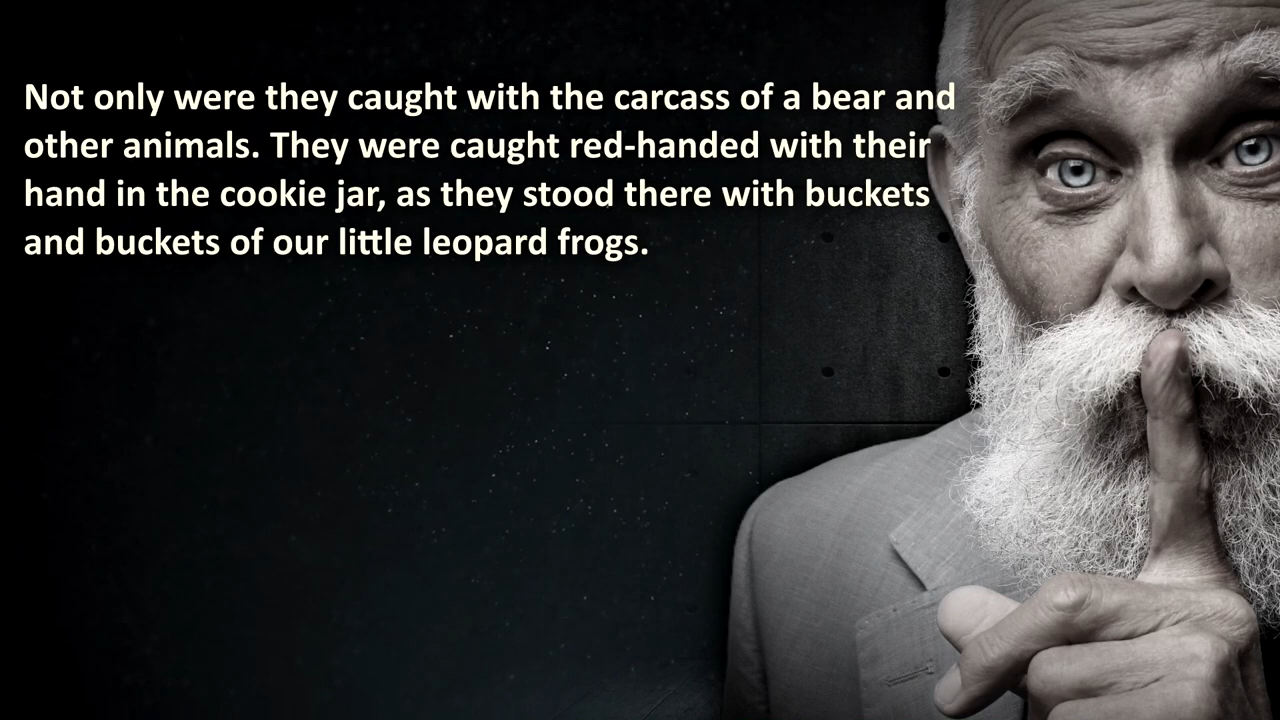 Not only were they caught with the carcass of a bear and
other animals. They were caught red-handed with their
hand in the cookie jar, as they stood there with buckets
and buckets of our little leopard frogs.